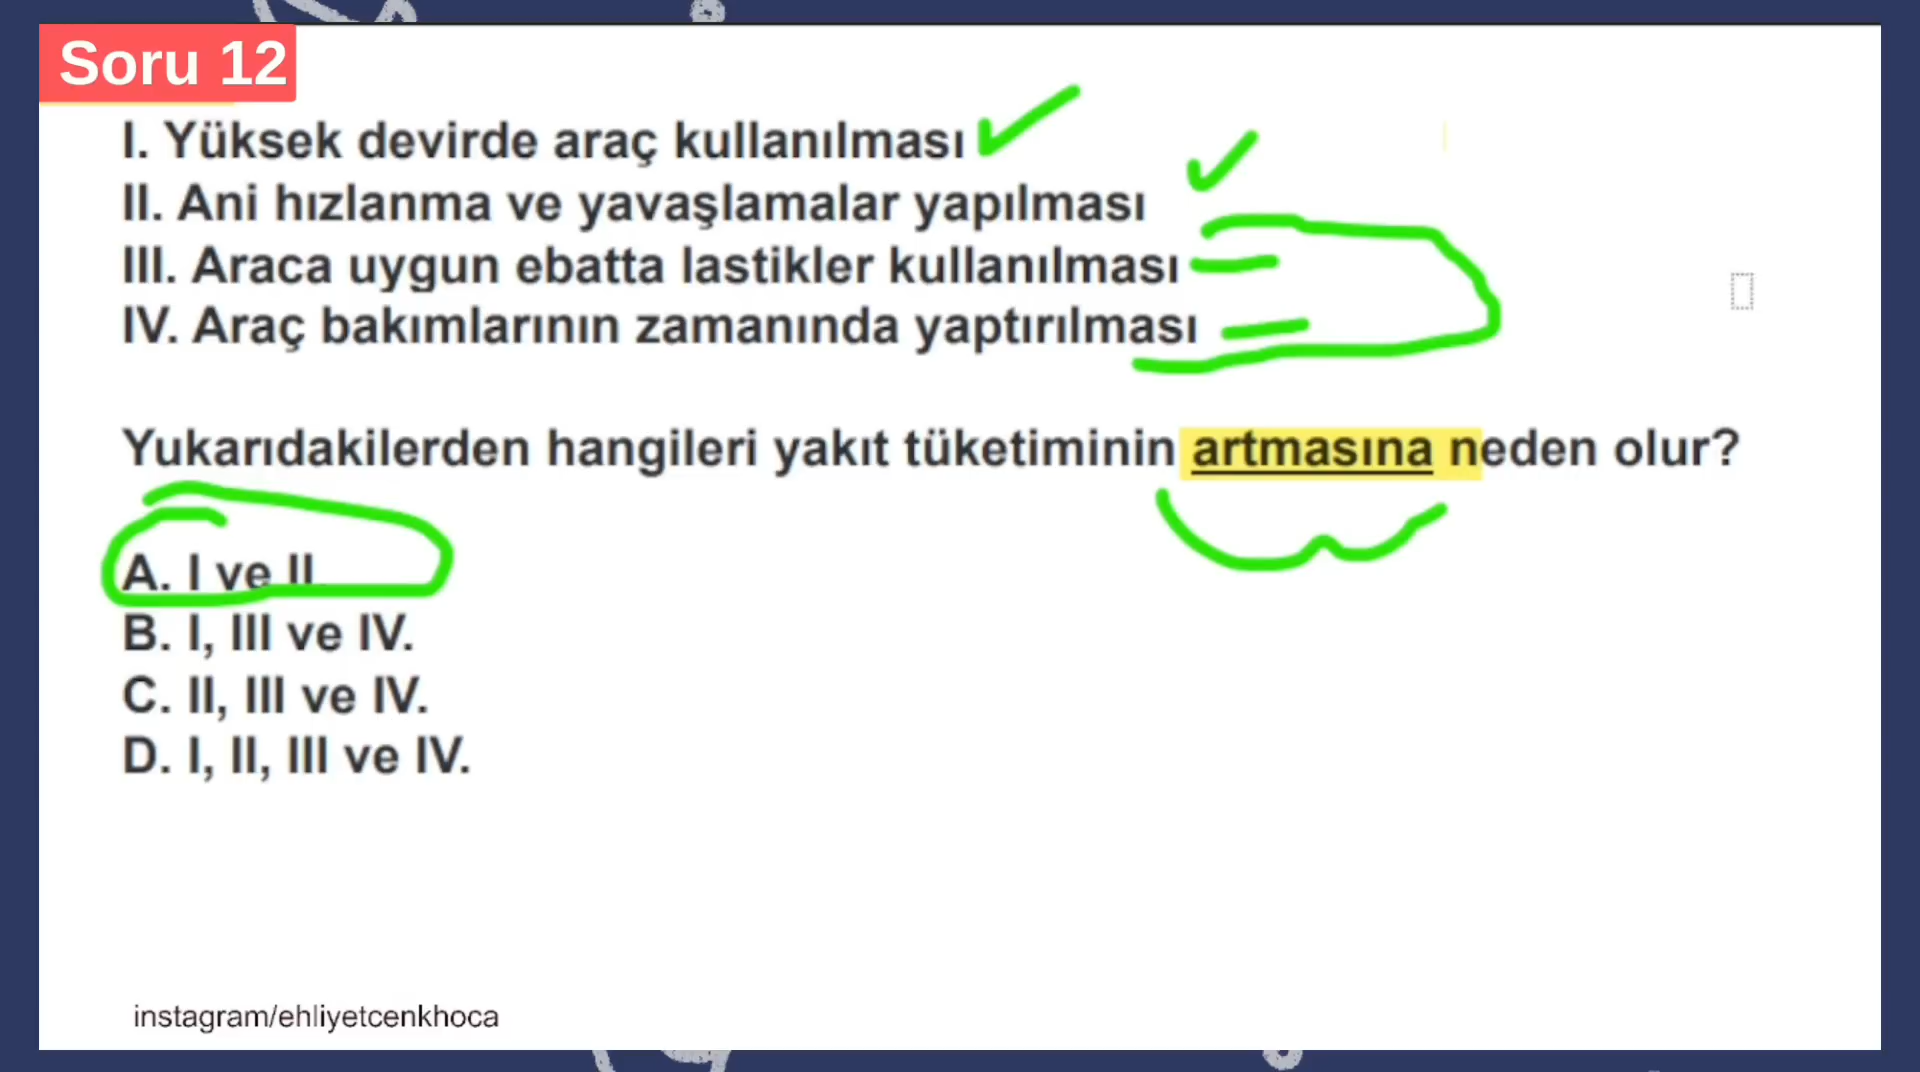 Soru 12
I. Yüksek devirde araç kullanılması
II. Ani hızlanma ve yavaşlamalar yapılması
III. Araca uygun ebatta lastikler kullanılması
IV. Araç bakımlarının zamanında yaptırılması
Yukarıdakilerden hangileri yakıt tüketiminin artmasına neden olur?
A. I ve II.
B. I, III ve IV.
C. II, III ve IV.
D. I, II, III ve IV.
instagram/ehliyetcenkhoca